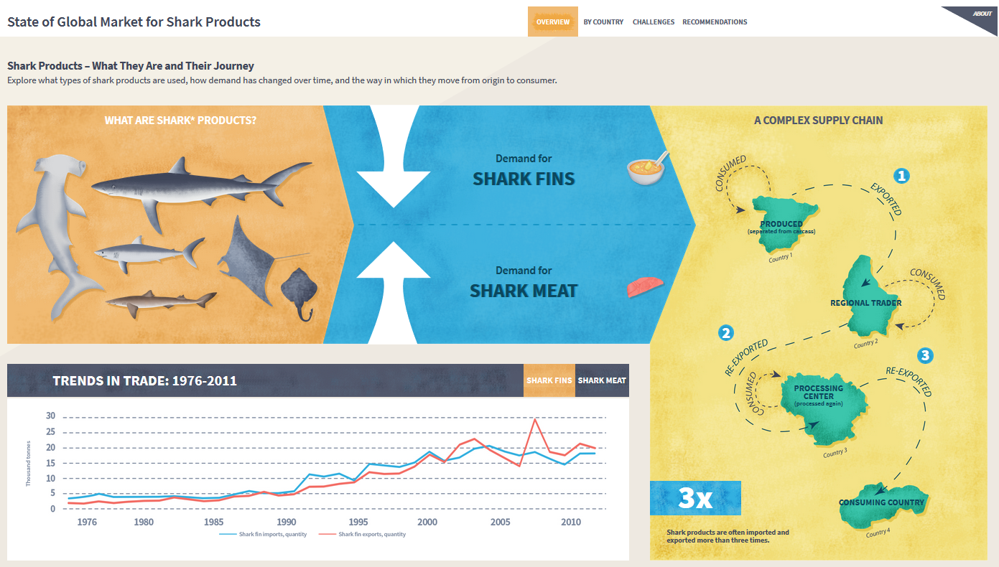 State of Global Market for Shark Products
OVERVIEW
BY COUNTRY
CHALLENGES
RECOMMENDATIONS
ABOUT
Shark Products – What They Are and Their Journey
Explore what types of shark products are used, how demand has changed over time, and the way in which they move from origin to consumer.
WHAT ARE SHARK* PRODUCTS?
Demand for
SHARK FINS
Demand for
SHARK MEAT
A COMPLEX SUPPLY CHAIN
CONSUMED
1
EXPORTED
PRODUCED
(separated from carcass)
Country 1
CONSUMED
REGIONAL TRADER
Country 2
2
RE-EXPORTED
3
RE-EXPORTED
CONSUMED
PROCESSING
CENTER
(processed again)
Country 3
CONSUMING COUNTRY
Country 4
3x
Shark products are often imported and
exported more than three times.
TRENDS IN TRADE: 1976-2011
SHARK FINS
SHARK MEAT
Thousand tonnes
30
25
20
15
10
5
0
1976 1980 1985 1990 1995 2000 2005 2010
Shark fin imports, quantity
Shark fin exports, quantity